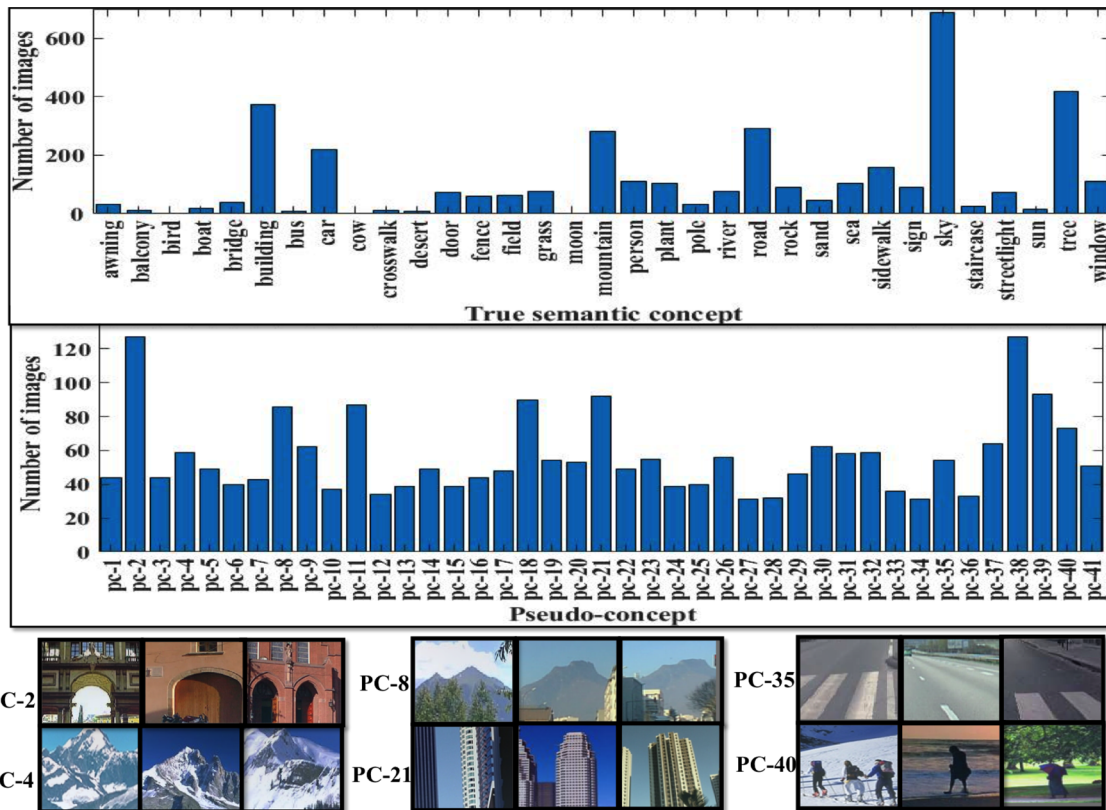 Number of images
600
400
200
0
awning
balcony
bird
boat
bridge
building
bus
car
cow
crosswalk
desert
door
fence
field
grass
moon
mountain
person
plant
pole
river
road
rock
sand
sea
sidewalk
sign
sky
staircase
streetlight
sun
tree
window
True semantic concept
Number of images
120
100
80
60
40
20
0
pc-1
pc-2
pc-3
pc-4
pc-5
pc-6
pc-7
pc-8
pc-9
pc-10
pc-11
pc-12
pc-13
pc-14
pc-15
pc-16
pc-17
pc-18
pc-19
pc-20
pc-21
pc-22
pc-23
pc-24
pc-25
pc-26
pc-27
pc-28
pc-29
pc-30
pc-31
pc-32
pc-33
pc-34
pc-35
pc-36
pc-37
pc-38
pc-39
pc-40
pc-41
Pseudo-concept
C-2
PC-8
PC-35
C-4
PC-21
PC-40